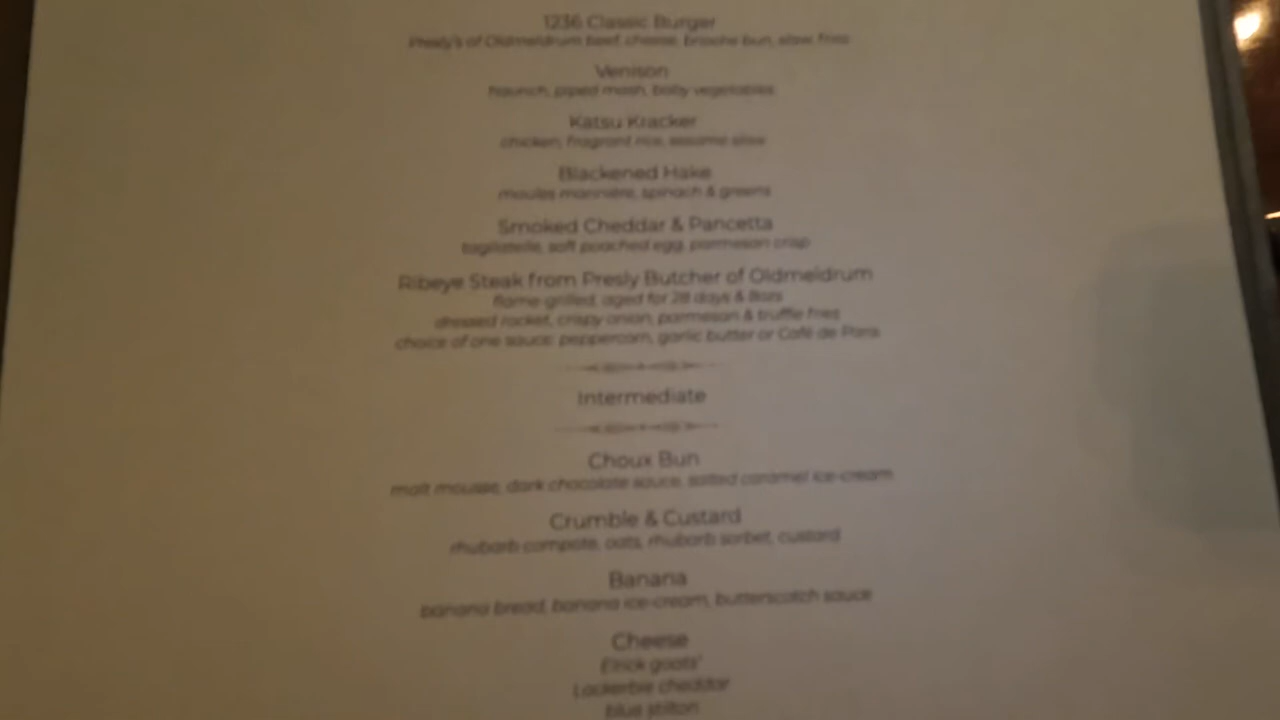 1236 Classic Burger
Presly's of Oldmeldrum beef, cheese, brioche bun, slaw, fries
Venison
haunch, piped mash, baby vegetables
Katsu Kracker
chicken, fragrant rice, sesame slaw
Blackened Hake
moules marinière, spinach & greens
Smoked Cheddar & Pancetta
tagliatelle, soft poached egg, parmesan crisp
Ribeye Steak from Presly Butcher of Oldmeldrum
flame-grilled, aged for 28 days & 8ozs
dressed rocket, crispy onion, parmesan & truffle fries
choice of one sauce: peppercorn, garlic butter or Café de Paris
Intermediate
Choux Bun
malt mousse, dark chocolate sauce, salted caramel ice-cream
Crumble & Custard
rhubarb compote, oats, rhubarb sorbet, custard
Banana
banana bread, banana ice-cream, butterscotch sauce
Cheese
Elrick goats'
Lockerbie cheddar
blue stilton